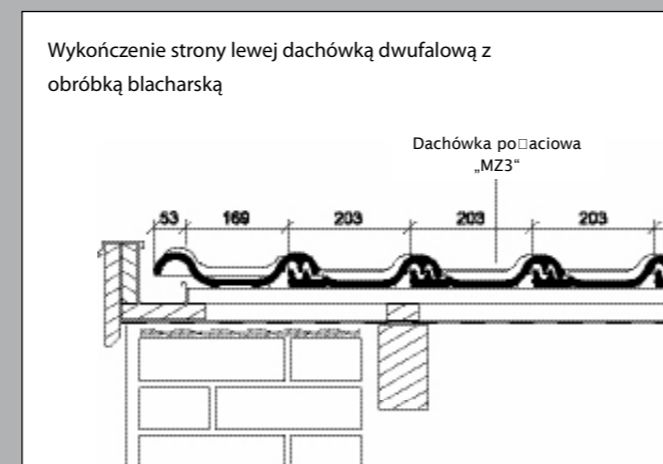 Wykończenie strony lewej dachówką dwufalową z
obróbką blacharską
Dachówka po□aciowa
„MZ3“
53 169 203 203 203